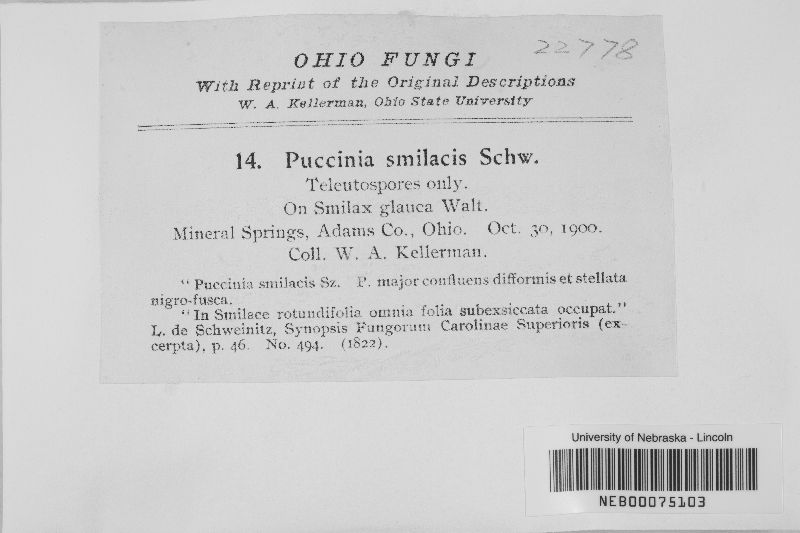 22778
OHIO FUNGI
With Reprint of the Original Descriptions
W. A. Kellerman, Ohio State University
14. Puccinia smilacis Schw.
Teleutospores only.
On Smilax glauca Walt.
Mineral Springs, Adams Co., Ohio. Oct. 30, 1900.
Coll. W. A. Kellerman.
"Puccinia smilacis Sz. P. major confluens difformis et stellata
nigro-fusca.
"In Smilace rotundifolia omnia folia subexsiccata occupat."
L. de Schweinitz, Synopsis Fungorum Carolinae Superioris (ex-
cerpta), p. 46. No. 494. (1822).
University of Nebraska - Lincoln
NEB00075103